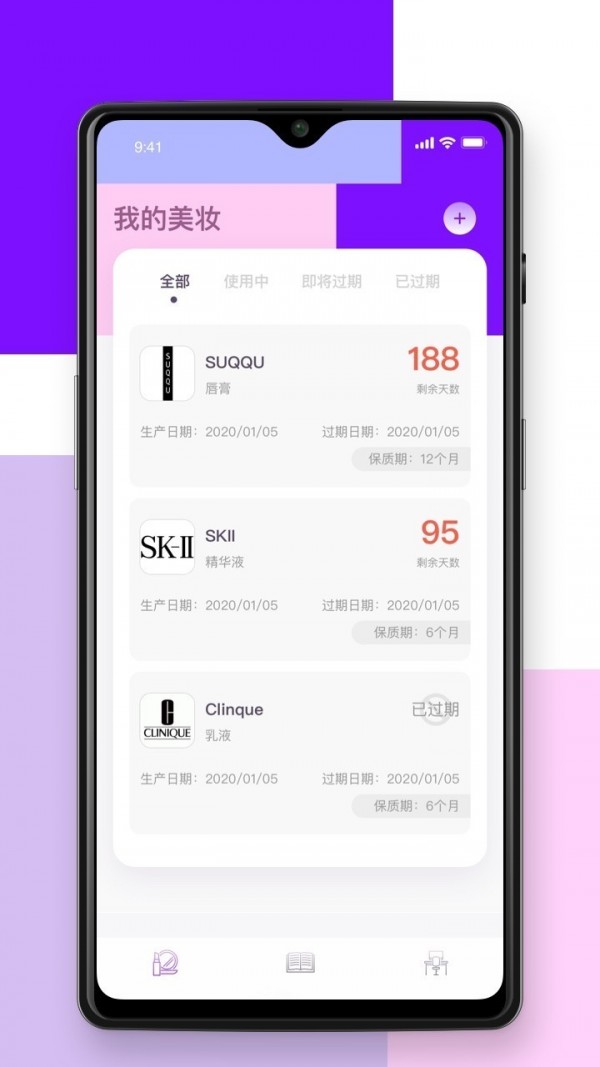 9:41
我的美妆
+
全部 使用中 即将过期 已过期
SUQQU
SUQQU
188
唇膏
剩余天数
生产日期：2020/01/05 过期日期：2020/01/05
保质期：12个月
SK-II
SKII
95
精华液
剩余天数
生产日期：2020/01/05 过期日期：2020/01/05
保质期：6个月
CLINIQUE
Clinque
已过期
乳液
生产日期：2020/01/05 过期日期：2020/01/05
保质期：6个月